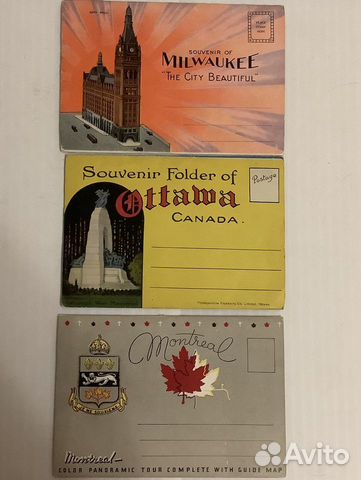 SOUVENIR OF
MILWAUKEE
"THE CITY BEAUTIFUL"
PLACE
STAMP
HERE
Souvenir Folder of
Ottawa
CANADA.
Postage
Montreal
Montreal
COLOR PANORAMIC TOUR COMPLETE WITH GUIDE MAP
Avito